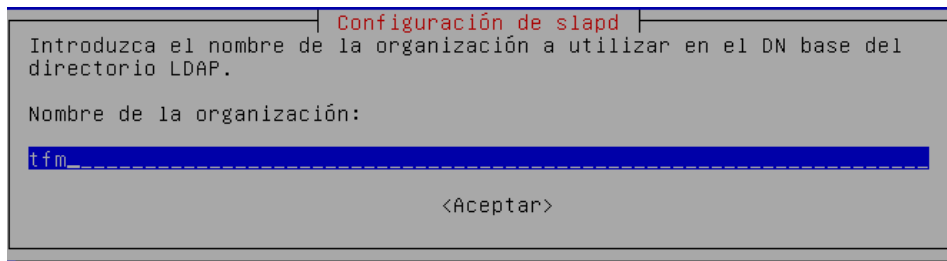 Configuración de slapd
Introduzca el nombre de la organización a utilizar en el DN base del
directorio LDAP.
Nombre de la organización:
tfm
<Aceptar>